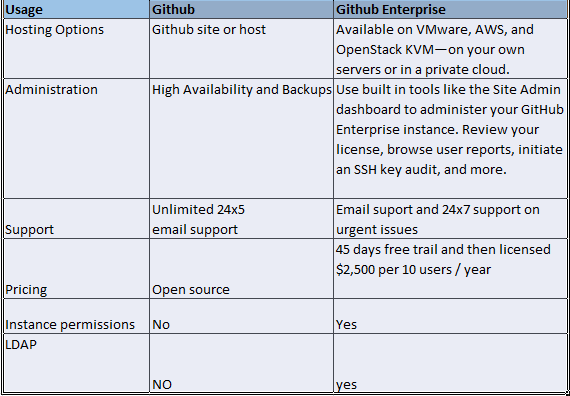 Usage Github Github Enterprise
Hosting Options Github site or host Available on VMware, AWS, and
OpenStack KVM—on your own
servers or in a private cloud.
Administration High Availability and Backups Use built in tools like the Site Admin
dashboard to administer your GitHub
Enterprise instance. Review your
license, browse user reports, initiate
an SSH key audit, and more.
Unlimited 24x5 Email suport and 24x7 support on
Support email support urgent issues
45 days free trail and then licensed
$2,500 per 10 users / year
Pricing Open source
Instance permissions No Yes
LDAP
NO yes